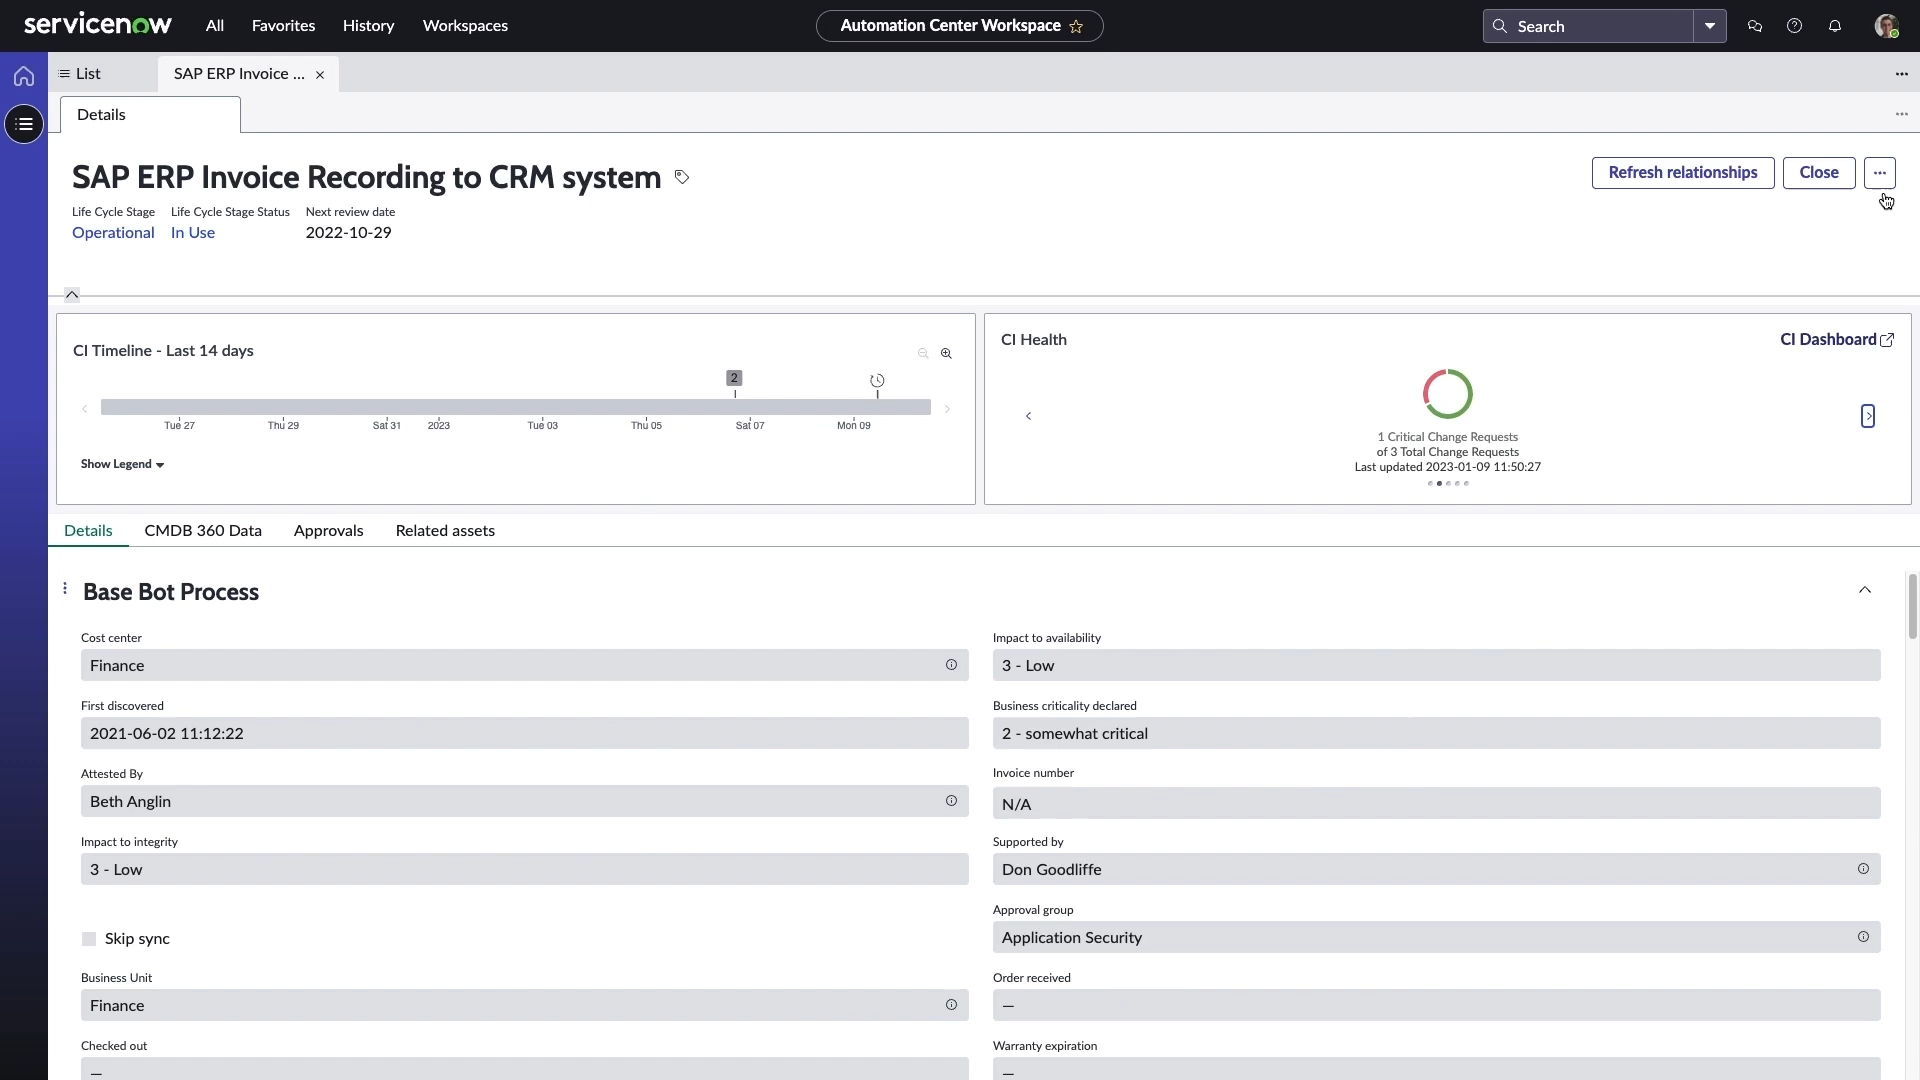 servicenow
All
Favorites
History
Workspaces
Automation Center Workspace
Search
List
SAP ERP Invoice ...
Details
SAP ERP Invoice Recording to CRM system
Refresh relationships
Close
Life Cycle Stage
Life Cycle Stage Status
Next review date
Operational
In Use
2022-10-29
CI Timeline - Last 14 days
2
Tue 27
Thu 29
Sat 31
2023
Tue 03
Thu 05
Sat 07
Mon 09
Show Legend
CI Health
CI Dashboard
1 Critical Change Requests
of 3 Total Change Requests
Last updated 2023-01-09 11:50:27
Details
CMDB 360 Data
Approvals
Related assets
Base Bot Process
Cost center
Finance
Impact to availability
3 - Low
First discovered
2021-06-02 11:12:22
Business criticality declared
2 - somewhat critical
Attested By
Beth Anglin
Invoice number
N/A
Impact to integrity
3 - Low
Supported by
Don Goodliffe
Skip sync
Approval group
Application Security
Business Unit
Finance
Order received
—
Checked out
—
Warranty expiration
—